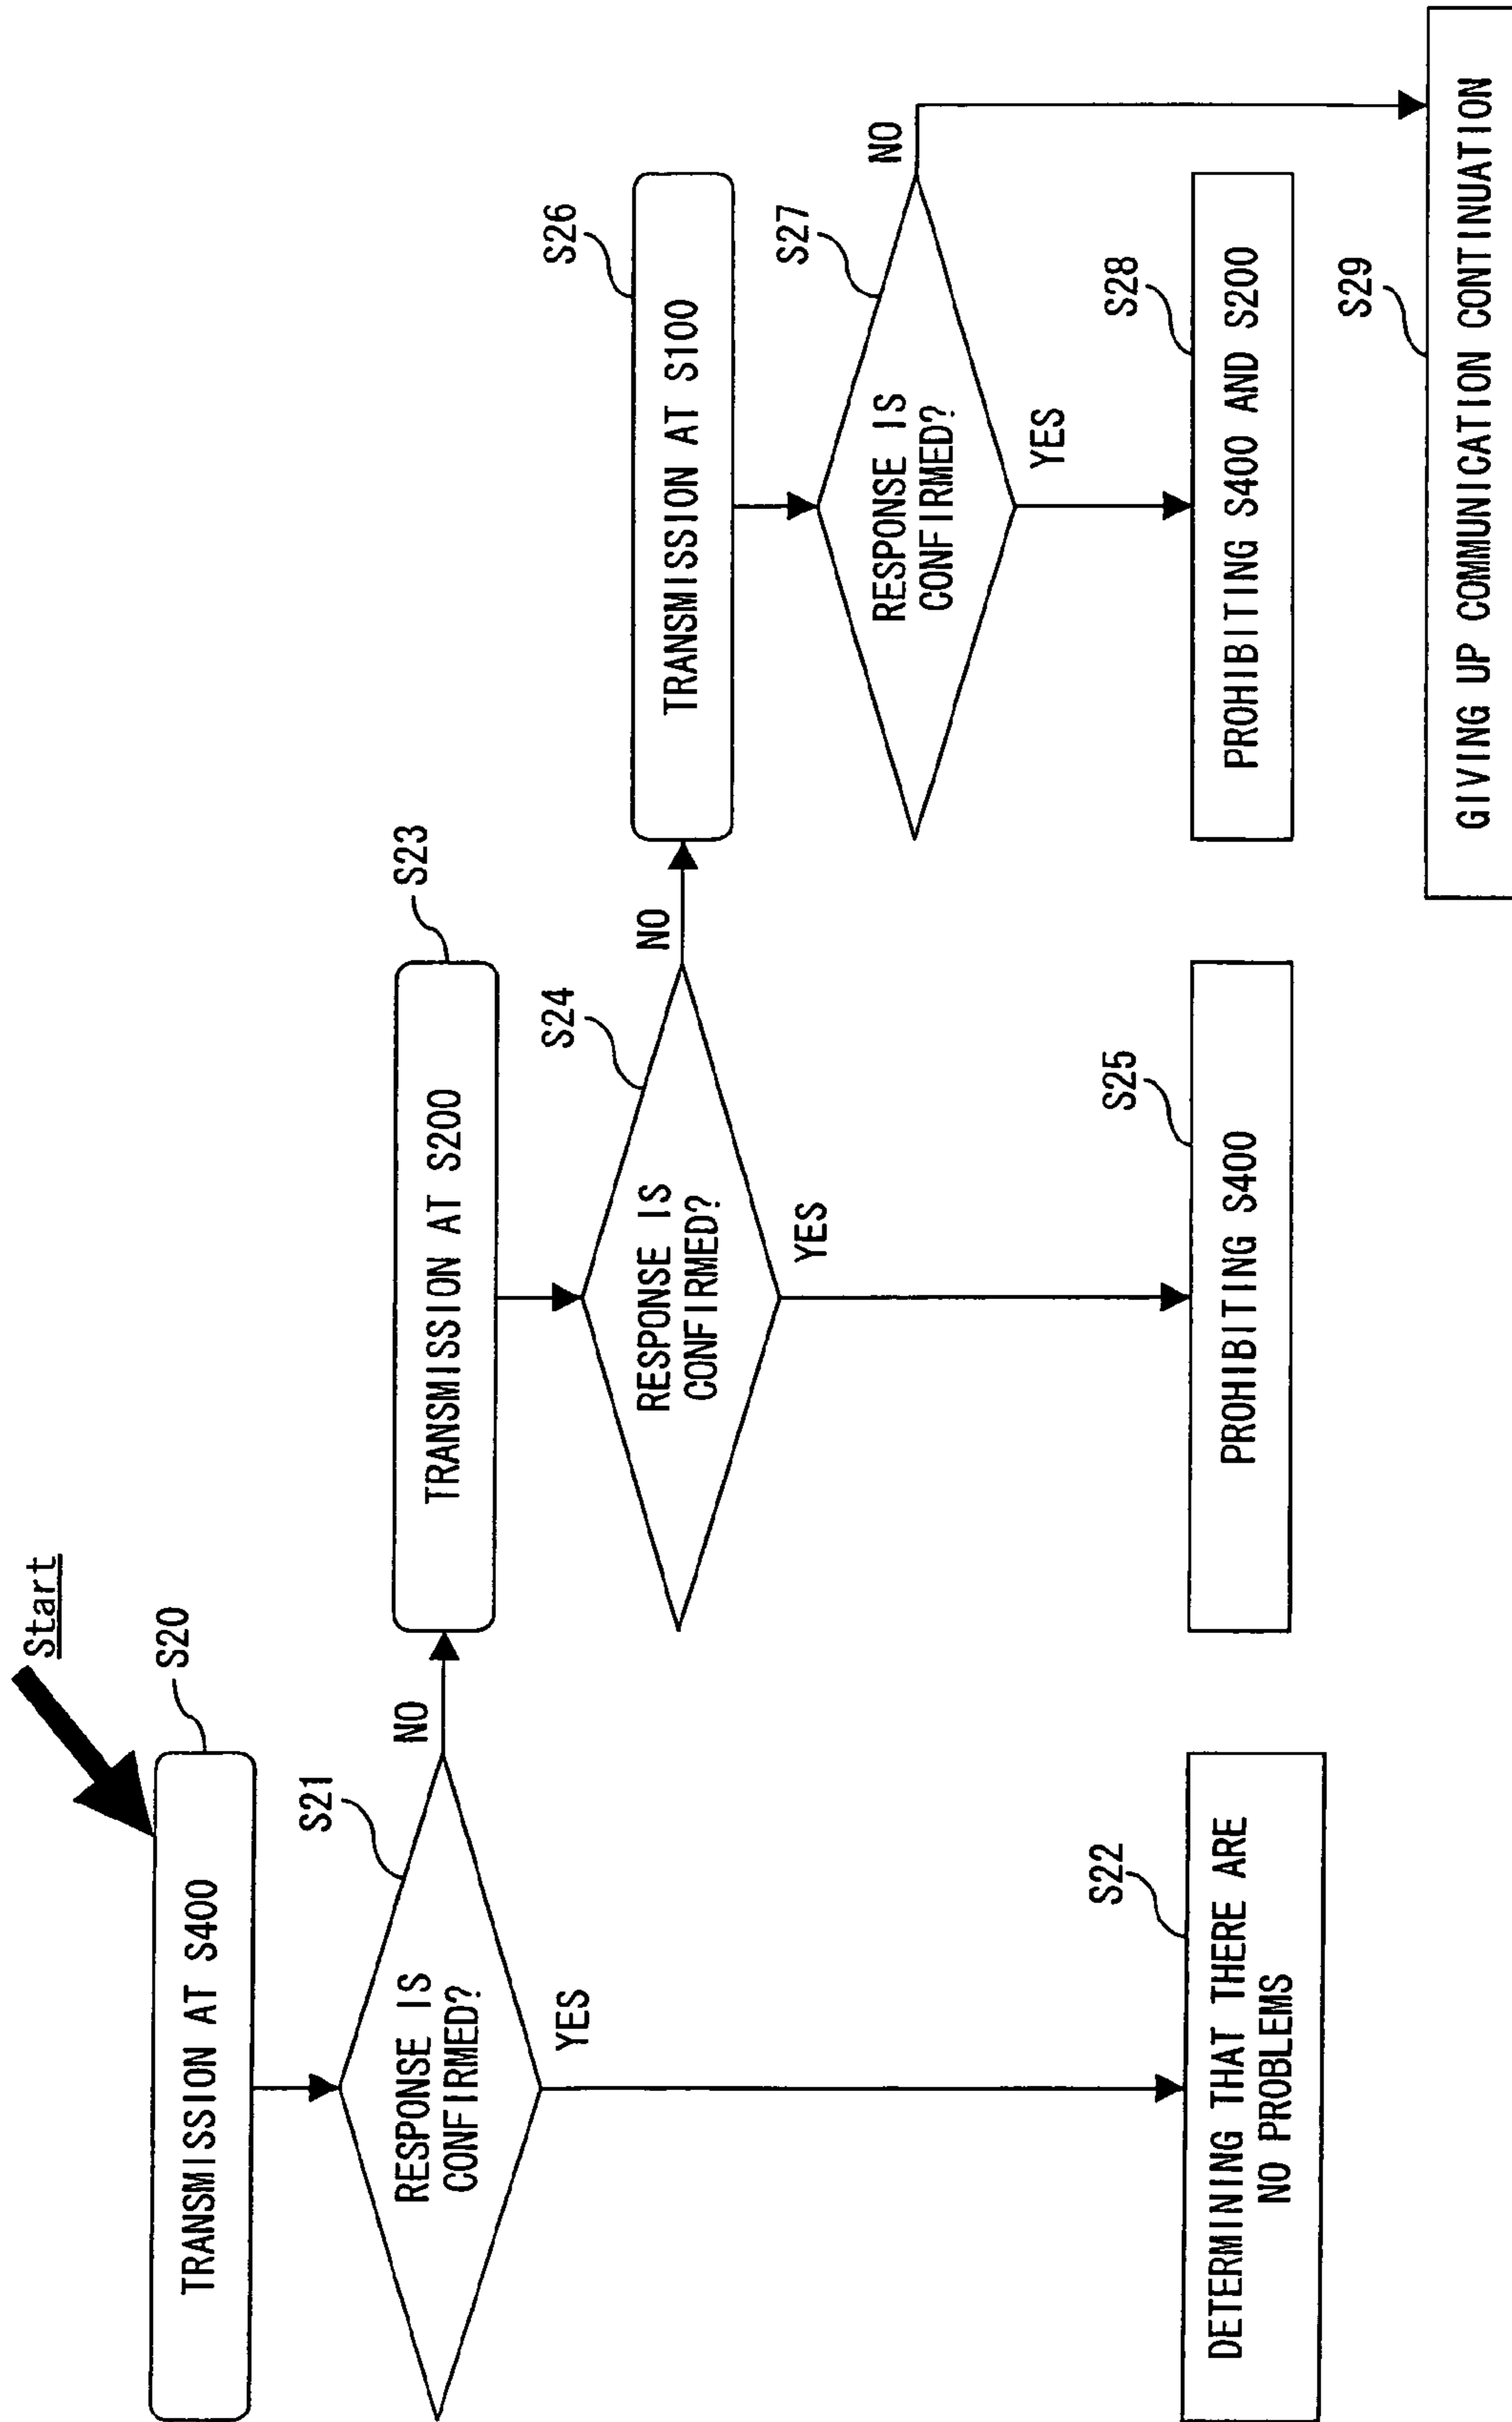 Start
S20
TRANSMISSION AT S400
S21
RESPONSE IS
CONFIRMED?
NO
YES
S22
DETERMINING THAT THERE ARE
NO PROBLEMS
S23
TRANSMISSION AT S200
S24
RESPONSE IS
CONFIRMED?
NO
YES
S25
PROHIBITING S400
S26
TRANSMISSION AT S100
S27
RESPONSE IS
CONFIRMED?
NO
YES
S28
PROHIBITING S400 AND S200
S29
GIVING UP COMMUNICATION CONTINUATION